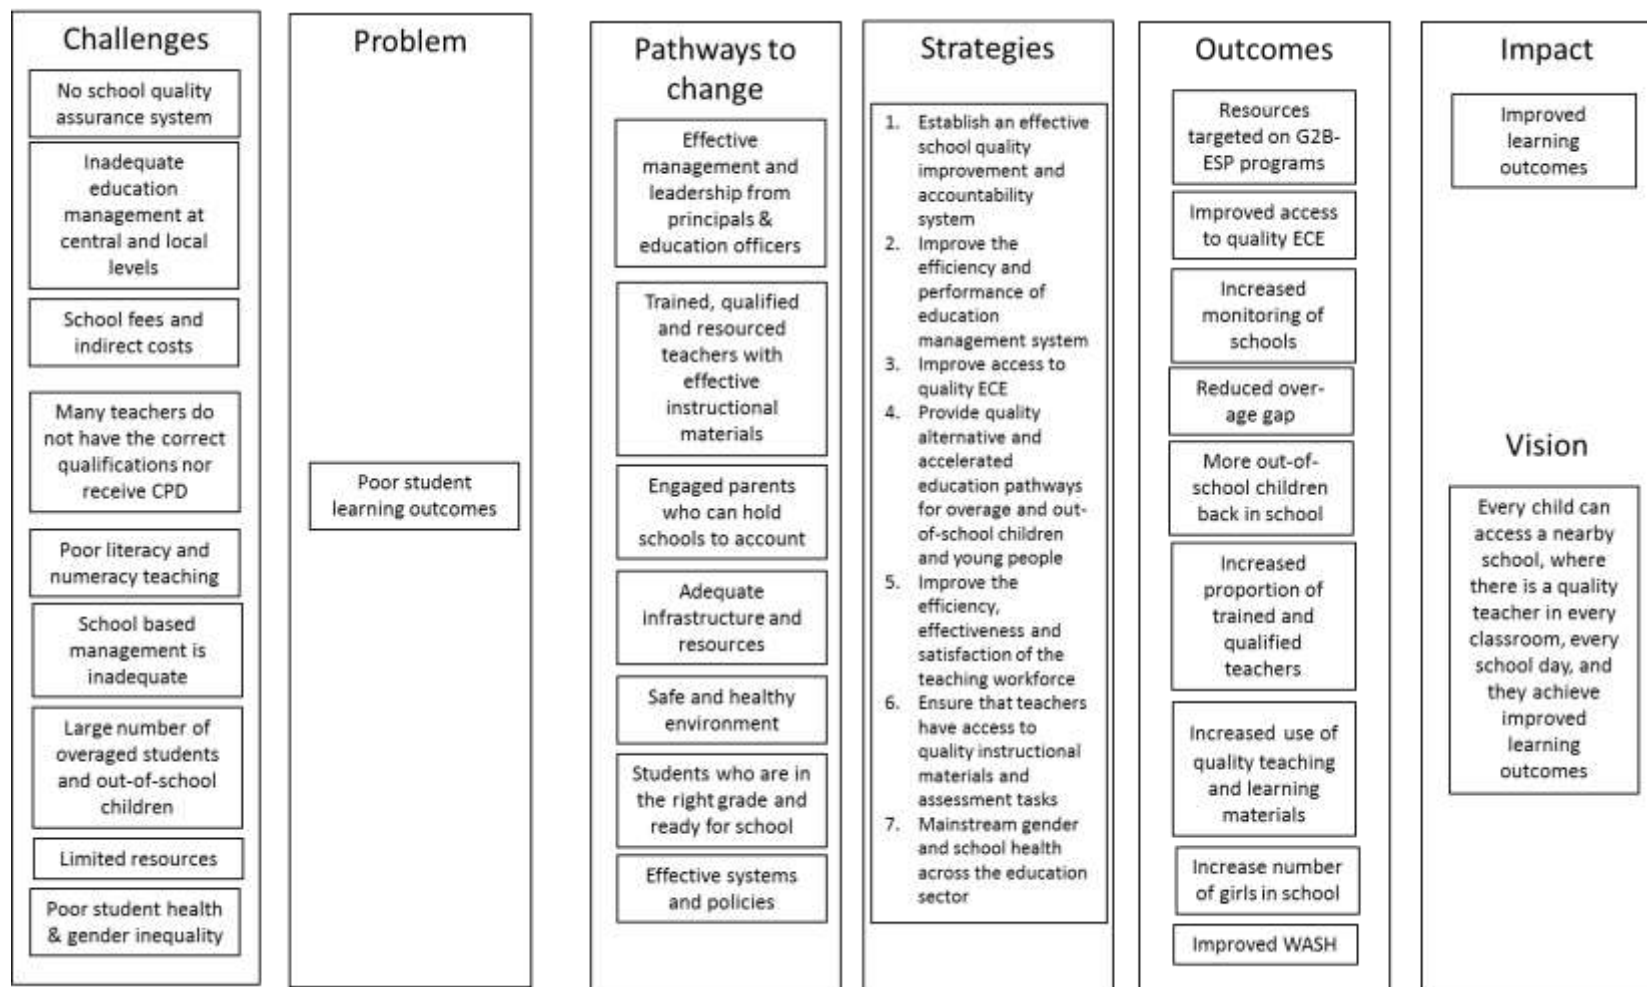 Challenges
No school quality
assurance system
Inadequate
education
management at
central and local
levels
School fees and
indirect costs
Many teachers do
not have the correct
qualifications nor
receive CPD
Poor literacy and
numeracy teaching
School based
management is
inadequate
Large number of
overaged students
and out-of-school
children
Limited resources
Poor student health
& gender inequality
Problem
Poor student
learning outcomes
Pathways to
change
Effective
management and
leadership from
principals &
education officers
Trained, qualified
and resourced
teachers with
effective
instructional
materials
Engaged parents
who can hold
schools to account
Adequate
infrastructure and
resources
Safe and healthy
environment
Students who are in
the right grade and
ready for school
Effective systems
and policies
Strategies
1. Establish an effective
school quality
improvement and
accountability
system
2. Improve the
efficiency and
performance of
education
management system
3. Improve access to
quality ECE
4. Provide quality
alternative and
accelerated
education pathways
for overage and out-
of-school children
and young people
5. Improve the
efficiency,
effectiveness and
satisfaction of the
teaching workforce
6. Ensure that teachers
have access to
quality instructional
materials and
assessment tasks
7. Mainstream gender
and school health
across the education
sector
Outcomes
Resources
targeted on G2B-
ESP programs
Improved access
to quality ECE
Increased
monitoring of
schools
Reduced over-
age gap
More out-of-
school children
back in school
Increased
proportion of
trained and
qualified
teachers
Increased use of
quality teaching
and learning
materials
Increase number
of girls in school
Improved WASH
Impact
Improved
learning
outcomes
Vision
Every child can
access a nearby
school, where
there is a quality
teacher in every
classroom, every
school day, and
they achieve
improved
learning
outcomes